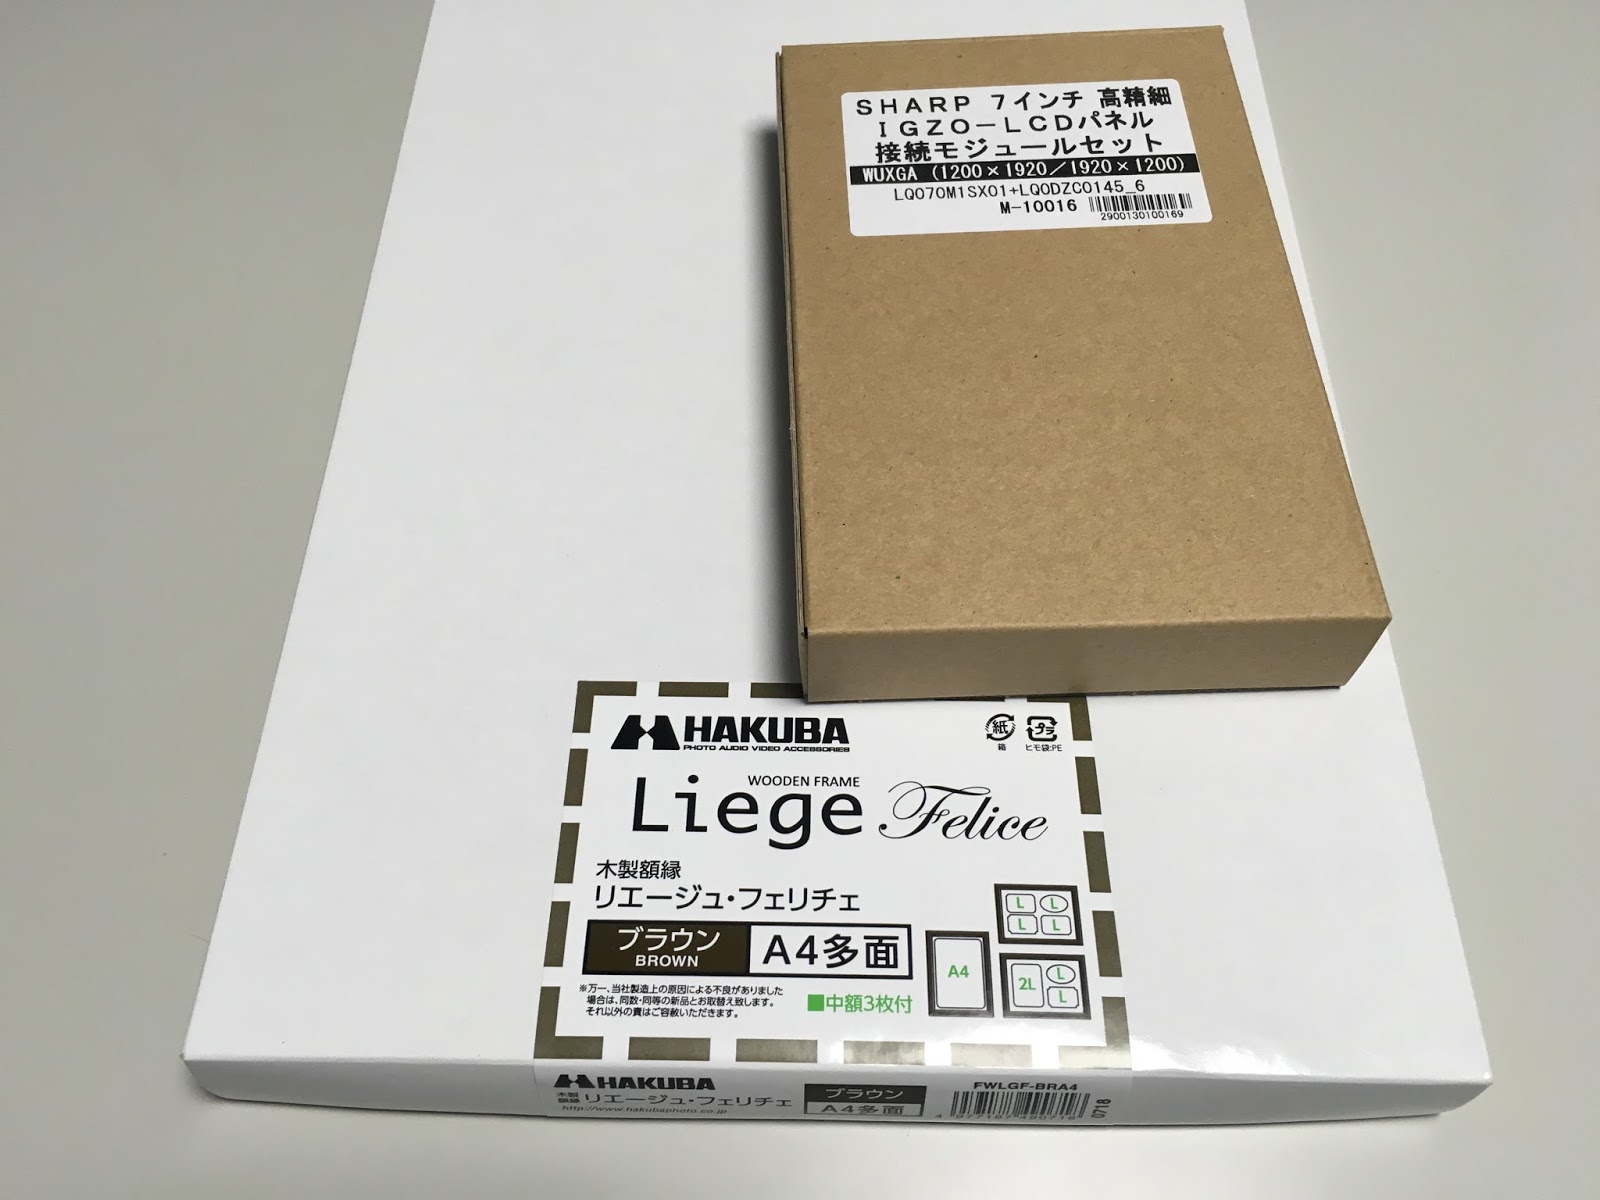 SHARP 7インチ 高精細
IGZO－LCDパネル
接続モジュールセット
WUXGA (1200×1920／1920×1200)
LQ070M1SX01+LQ0DZC0145_6
M-10016
2900130100169
HAKUBA
PHOTO AUDIO VIDEO ACCESSORIES
紙
箱
プラ
ヒモ袋:PE
WOODEN FRAME
Liege Felice
木製額縁
リエージュ・フェリチェ
ブラウン
BROWN
A4多面
※万一、当社製造上の原因による不良がありました
場合は、同数・同等の新品とお取替え致します。
それ以外の責はご容赦いただきます。
■中額3枚付
A4
L L
L L
2L L
L
HAKUBA
木製
額縁 リエージュ・フェリチェ
http://www.hakubaphoto.co.jp
ブラウン
A4多面
FWLGF-BRA4
4 977187 420718
0718